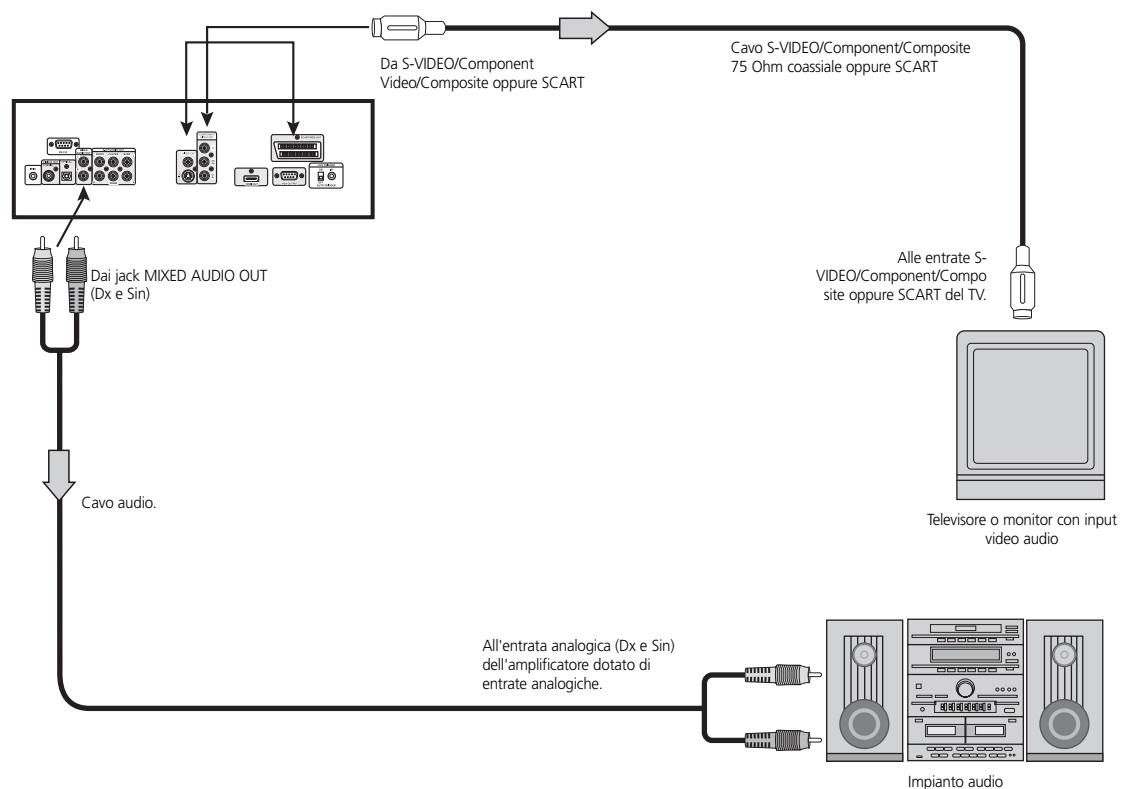 Da S-VIDEO/Component
Video/Composite oppure SCART
Cavo S-VIDEO/Component/Composite
75 Ohm coassiale oppure SCART
Dai jack MIXED AUDIO OUT
(Dx e Sin)
Alle entrate S-
VIDEO/Component/Compo
site oppure SCART del TV.
Cavo audio.
Televisore o monitor con input
video audio
All'entrata analogica (Dx e Sin)
dell'amplificatore dotato di
entrate analogiche.
Impianto audio